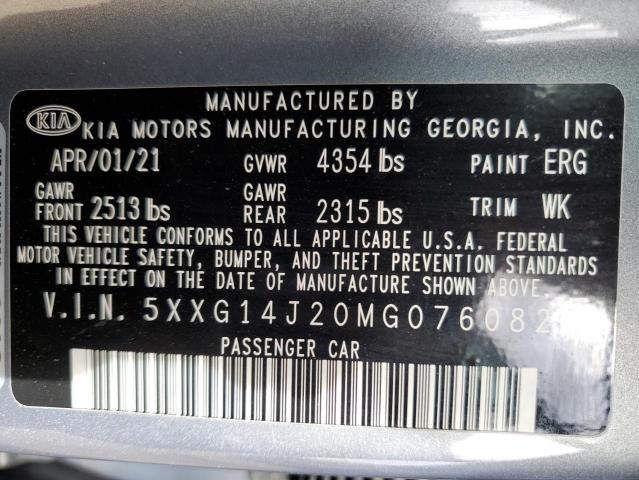 KIA
MANUFACTURED BY
KIA MOTORS MANUFACTURING GEORGIA, INC.
APR/01/21 GVWR 4354 lbs PAINT ERG
GAWR FRONT 2513 lbs GAWR REAR 2315 lbs TRIM WK
THIS VEHICLE CONFORMS TO ALL APPLICABLE U.S.A. FEDERAL
MOTOR VEHICLE SAFETY, BUMPER, AND THEFT PREVENTION STANDARDS
IN EFFECT ON THE DATE OF MANUFACTURE SHOWN ABOVE.
V.I.N. 5XXG14J20MG076082
PASSENGER CAR